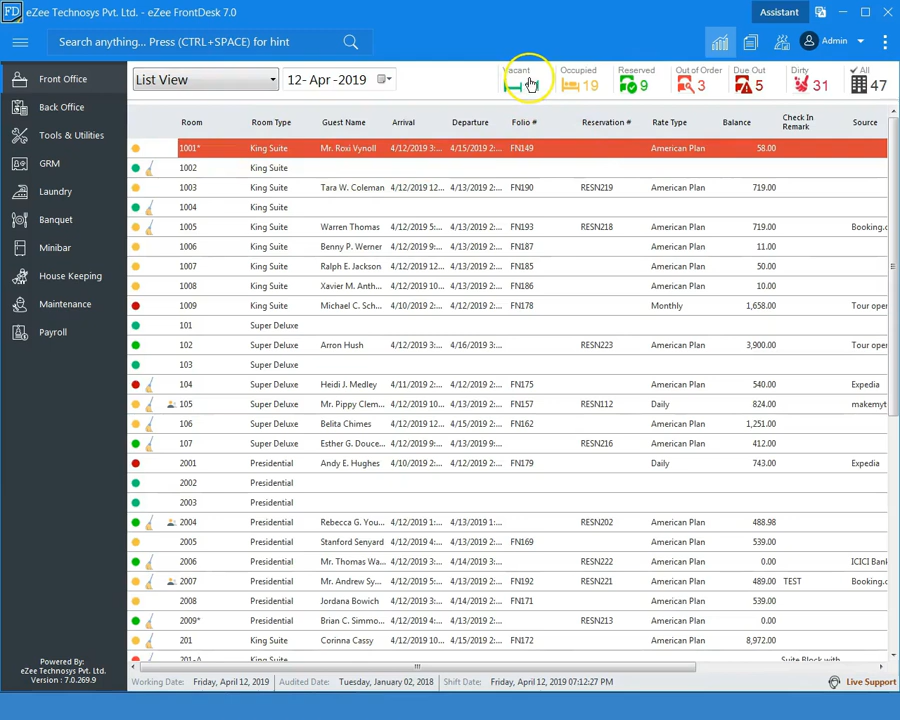 FD eZee Technosys Pvt. Ltd. - eZee FrontDesk 7.0 Assistant
Search anything... Press (CTRL+SPACE) for hint Admin
Front Office
Back Office
Tools & Utilities
GRM
Laundry
Banquet
Minibar
House Keeping
Maintenance
Payroll
Powered By:
eZee Technosys Pvt. Ltd.
Version : 7.0.269.9
List View 12- Apr -2019
Vacant Occupied 19 Reserved 9 Out of Order 3 Due Out 5 Dirty 31 All 47
Room Room Type Guest Name Arrival Departure Folio # Reservation # Rate Type Balance Check In Remark Source
1001* King Suite Mr. Roxi Vynoll 4/12/2019 3:... 4/15/2019 2:... FN149 American Plan 58.00
1002 King Suite
1003 King Suite Tara W. Coleman 4/12/2019 12... 4/13/2019 2:... FN190 RESN219 American Plan 719.00
1004 King Suite
1005 King Suite Warren Thomas 4/12/2019 5:... 4/13/2019 2:... FN193 RESN218 American Plan 719.00 Booking.c
1006 King Suite Benny P. Werner 4/12/2019 3:... 4/13/2019 2:... FN187 American Plan 11.00
1007 King Suite Ralph E. Jackson 4/12/2019 12... 4/13/2019 2:... FN185 American Plan 50.00
1008 King Suite Xavier M. Anth... 4/12/2019 10... 4/13/2019 2:... FN186 American Plan 10.00
1009 King Suite Michael C. Sch... 4/10/2019 2:... 4/12/2019 2:... FN178 Monthly 1,658.00 Tour oper
101 Super Deluxe
102 Super Deluxe Arron Hush 4/12/2019 3:... 4/16/2019 3:... RESN223 American Plan 3,900.00 Tour oper
103 Super Deluxe
104 Super Deluxe Heidi J. Medley 4/11/2019 2:... 4/12/2019 2:... FN175 American Plan 540.00 Expedia
105 Super Deluxe Mr. Pippy Clem... 4/12/2019 10... 4/13/2019 2:... FN157 RESN112 Daily 824.00 makemyt
106 Super Deluxe Belita Chimes 4/12/2019 2:... 4/15/2019 2:... FN162 American Plan 1,251.00
107 Super Deluxe Esther G. Douce... 4/12/2019 9:... 4/13/2019 2:... RESN216 American Plan 412.00
2001 Presidential Andy E. Hughes 4/10/2019 2:... 4/12/2019 2:... FN179 Daily 743.00 Expedia
2002 Presidential
2003 Presidential
2004 Presidential Rebecca G. You... 4/12/2019 1:... 4/13/2019 1:... RESN202 American Plan 488.98
2005 Presidential Stanford Senyard 4/12/2019 4:... 4/13/2019 2:... FN169 American Plan 539.00
2006 Presidential Mr. Thomas Wa... 4/12/2019 3:... 4/13/2019 2:... RESN222 American Plan 0.00 ICICI Bank
2007 Presidential Mr. Andrew Sy... 4/12/2019 5:... 4/13/2019 2:... FN192 RESN221 American Plan 489.00 TEST Booking.c
2008 Presidential Jordana Bowich 4/12/2019 3:... 4/14/2019 2:... FN171 American Plan 539.00
2009* Presidential Brian C. Simmo... 4/12/2019 3:... 4/13/2019 2:... RESN213 American Plan 0.00
201 King Suite Corinna Cassy 4/12/2019 10... 4/13/2019 2:... FN172 American Plan 8,972.00
201-A King Suite Suite Block with
Working Date: Friday, April 12, 2019 Audited Date: Tuesday, January 02, 2018 Shift Date: Friday, April 12, 2019 07:12:27 PM Live Support